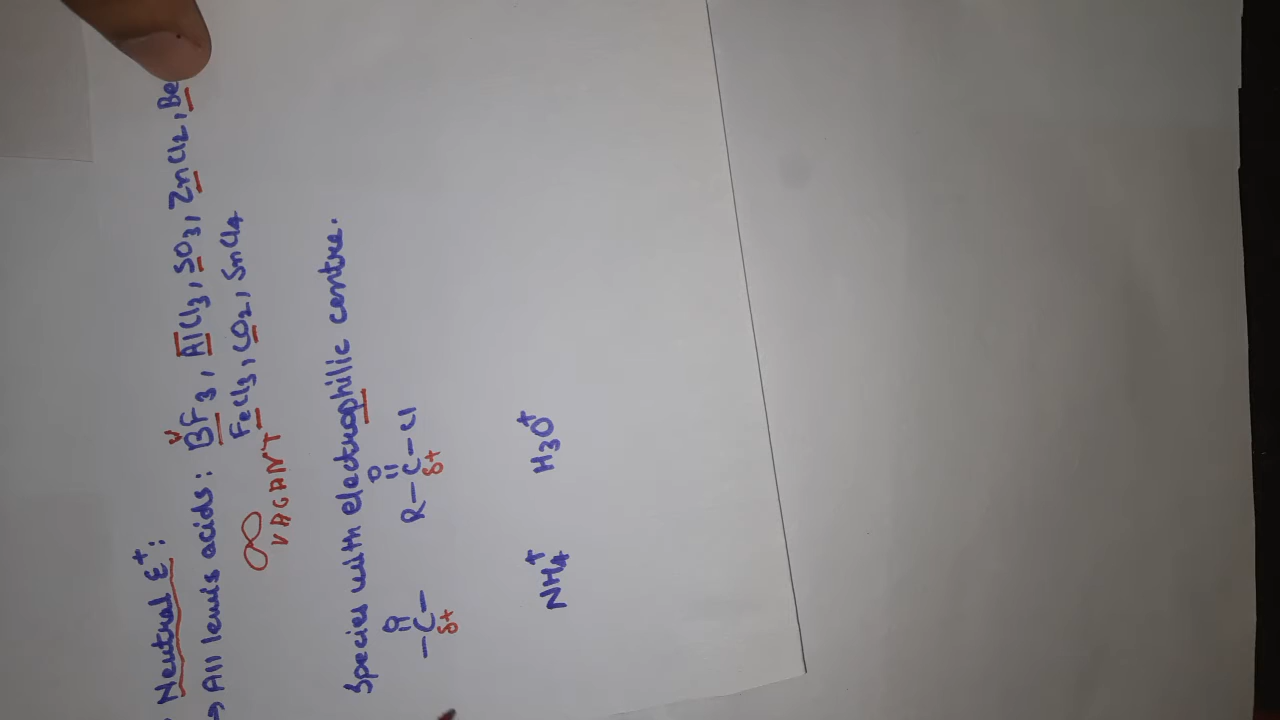 Neutral E⁺:
→ All lewis acids: BF₃, AlCl₃, SO₃, ZnCl₂, Be
FeCl₃, CO₂, SnCl₄
VACANT
Species with electrophilic centre.
O O
–C– R–C–Cl
δ+ δ+
NH₄⁺ H₃O⁺